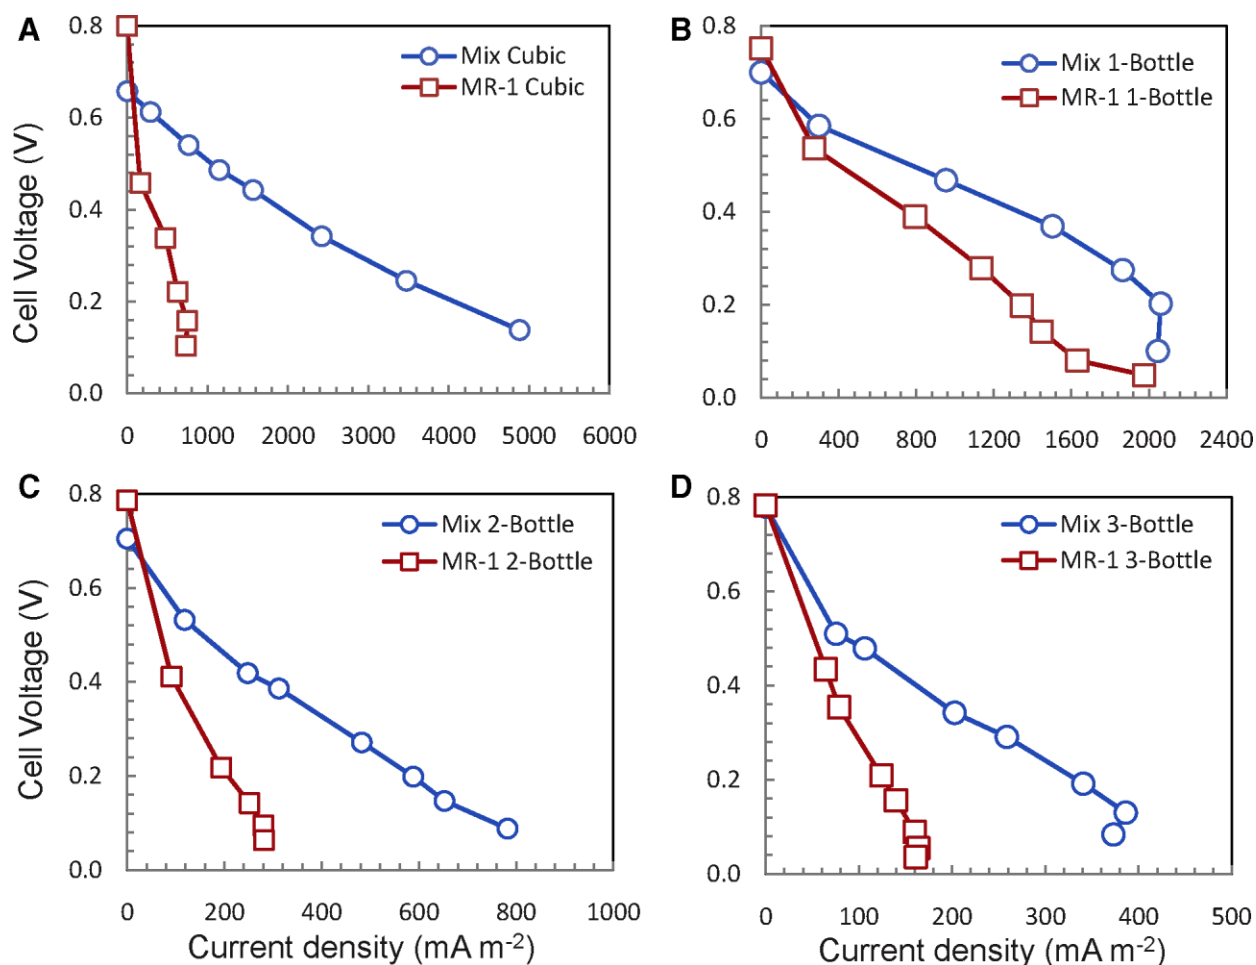 A
0.8
0.6
0.4
0.2
0.0
Cell Voltage (V)
Mix Cubic
MR-1 Cubic
0 1000 2000 3000 4000 5000 6000
B
0.8
0.6
0.4
0.2
0.0
Mix 1-Bottle
MR-1 1-Bottle
0 400 800 1200 1600 2000 2400
C
0.8
0.6
0.4
0.2
0.0
Cell Voltage (V)
Mix 2-Bottle
MR-1 2-Bottle
0 200 400 600 800 1000
Current density (mA m⁻²)
D
0.8
0.6
0.4
0.2
0.0
Mix 3-Bottle
MR-1 3-Bottle
0 100 200 300 400 500
Current density (mA m⁻²)